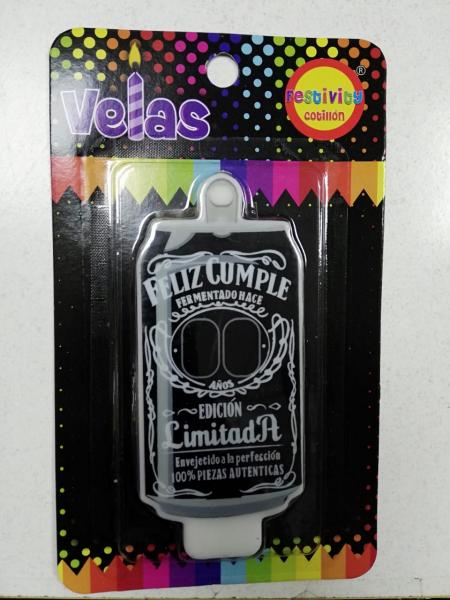 Velas
Festivity
®
cotillón
FELIZ CUMPLE
FERMENTADO HACE
AÑOS
EDICIÓN
LimitadA
Envejecido a la perfección
100% PIEZAS AUTENTICAS